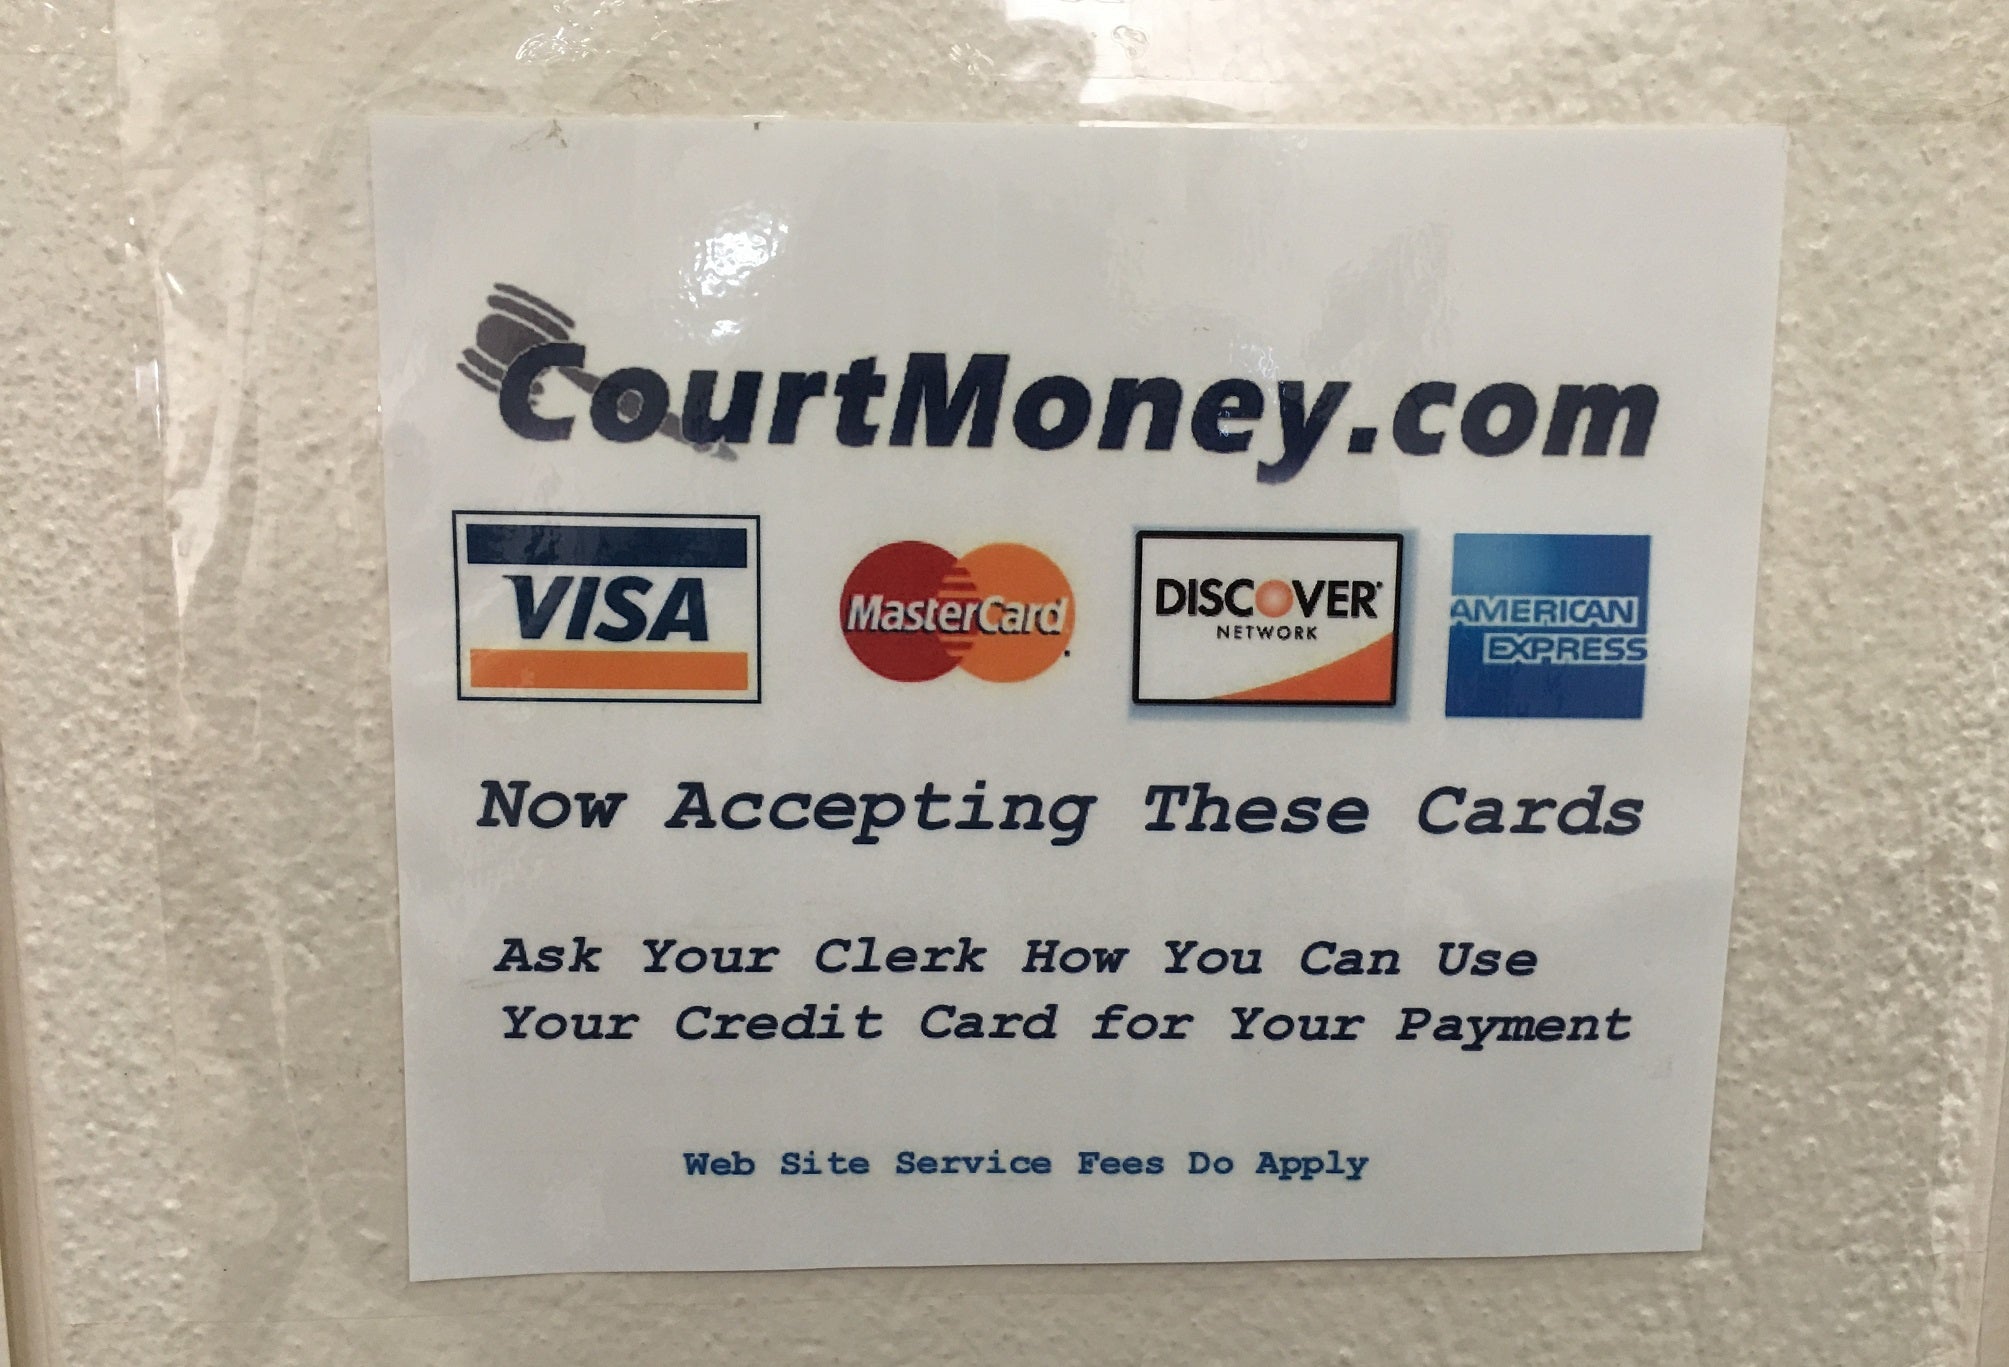 CourtMoney.com
VISA
MasterCard
DISCOVER
NETWORK
AMERICAN
EXPRESS
Now Accepting These Cards
Ask Your Clerk How You Can Use
Your Credit Card for Your Payment
Web Site Service Fees Do Apply